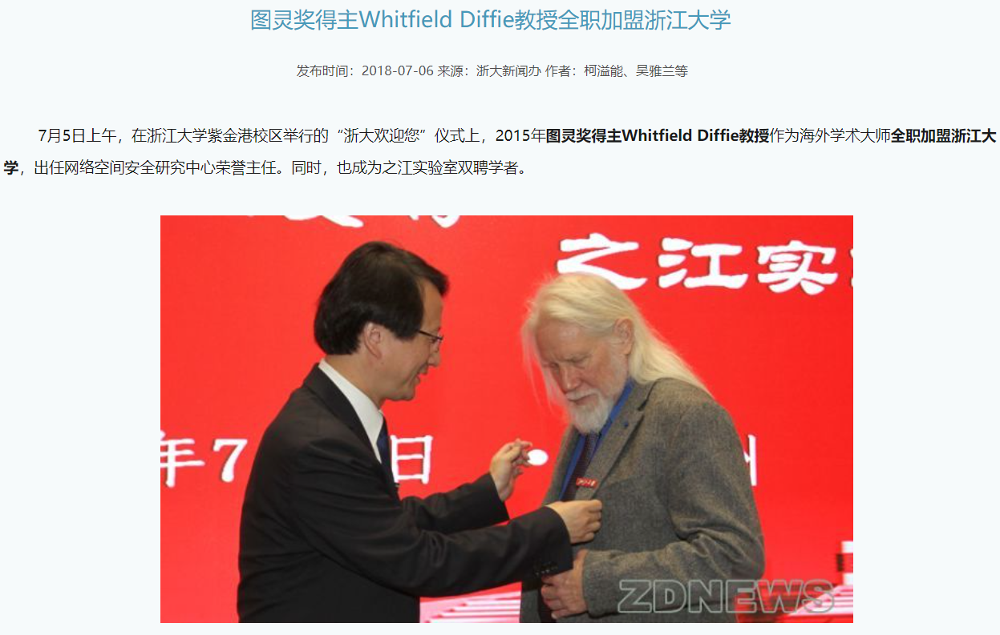 图灵奖得主Whitfield Diffie教授全职加盟浙江大学
发布时间：2018-07-06 来源：浙大新闻办 作者：柯溢能、吴雅兰等
7月5日上午，在浙江大学紫金港校区举行的“浙大欢迎您”仪式上，2015年图灵奖得主Whitfield Diffie教授作为海外学术大师全职加盟浙江大
学，出任网络空间安全研究中心荣誉主任。同时，也成为之江实验室双聘学者。
之江实
年7 日·
ZDNEWS